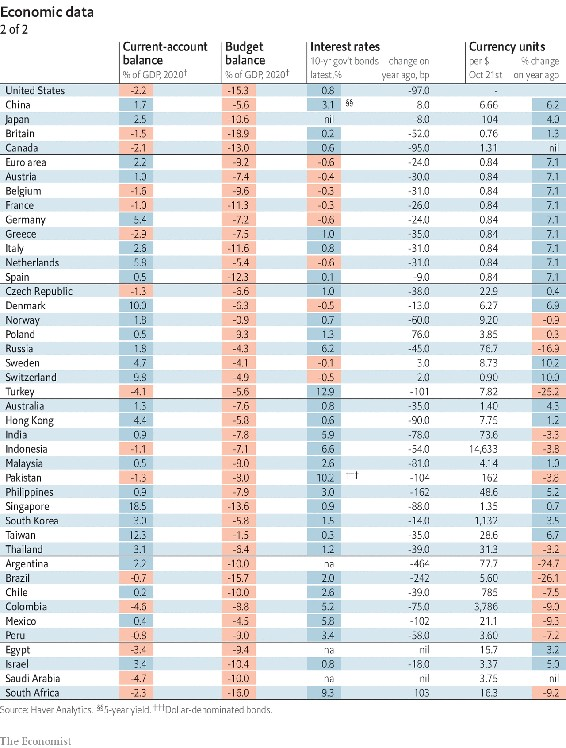 Economic data
2 of 2
Current-account balance Budget balance Interest rates Currency units
% of GDP, 2020† % of GDP, 2020† 10-yr gov't bonds latest,% change on year ago, bp per $ Oct 21st % change on year ago
United States -2.2 -15.3 0.8 -97.0 -
China 1.7 -5.6 3.1 §§ 8.0 6.66 6.2
Japan 2.5 10.6 nil 8.0 104 4.0
Britain -1.5 -18.9 0.2 -52.0 0.76 1.3
Canada -2.1 -13.0 0.6 -95.0 1.31 nil
Euro area 2.2 -9.2 -0.6 -24.0 0.84 7.1
Austria 1.0 -7.4 -0.4 -30.0 0.84 7.1
Belgium -1.6 -9.6 -0.3 -31.0 0.84 7.1
France -1.0 -11.3 -0.3 -26.0 0.84 7.1
Germany 5.4 -7.2 -0.6 -24.0 0.84 7.1
Greece -2.9 -7.5 1.0 -35.0 0.84 7.1
Italy 2.6 -11.6 0.8 -31.0 0.84 7.1
Netherlands 5.8 -5.4 -0.6 -31.0 0.84 7.1
Spain 0.5 -12.3 0.1 -9.0 0.84 7.1
Czech Republic -1.3 -6.6 1.0 -38.0 22.9 0.4
Denmark 10.0 -6.3 -0.5 -13.0 6.27 6.9
Norway 1.8 -0.9 0.7 -60.0 9.20 -0.9
Poland 0.5 9.3 1.3 76.0 3.85 0.3
Russia 1.8 -4.3 6.2 -45.0 76.7 -16.9
Sweden 4.7 -4.1 -0.1 3.0 8.73 10.2
Switzerland 9.8 -4.9 -0.5 2.0 0.90 10.0
Turkey -4.1 -5.6 12.9 -101 7.82 -25.2
Australia 1.3 -7.6 0.8 -35.0 1.40 4.3
Hong Kong 4.4 -5.8 0.6 -90.0 7.75 1.2
India 0.9 -7.8 5.9 -78.0 73.6 -3.3
Indonesia -1.1 -7.1 6.6 -54.0 14,633 -3.8
Malaysia 0.5 -8.0 2.6 -81.0 4.14 1.0
Pakistan -1.3 -8.0 10.2 ††† -104 162 -3.8
Philippines 0.9 -7.9 3.0 -162 48.6 5.2
Singapore 18.5 -13.6 0.9 -88.0 1.35 0.7
South Korea 3.0 -5.8 1.5 -14.0 1,132 3.5
Taiwan 12.3 -1.5 0.3 -35.0 28.6 6.7
Thailand 3.1 -6.4 1.2 -39.0 31.3 -3.2
Argentina 2.2 -10.0 na -464 77.7 -24.7
Brazil -0.7 -15.7 2.0 -242 5.60 -26.1
Chile 0.2 -10.0 2.6 -39.0 785 -7.5
Colombia -4.6 -8.8 5.2 -75.0 3,786 -9.0
Mexico 0.4 -4.5 5.8 -102 21.1 -9.3
Peru -0.8 -9.0 3.4 -58.0 3.60 -7.2
Egypt -3.4 -9.4 na nil 15.7 3.2
Israel 3.4 -10.4 0.8 -18.0 3.37 5.0
Saudi Arabia -4.7 -10.0 na nil 3.75 nil
South Africa -2.3 -16.0 9.3 103 16.3 -9.2
Source: Haver Analytics. §§5-year yield. †††Dollar-denominated bonds.
The Economist